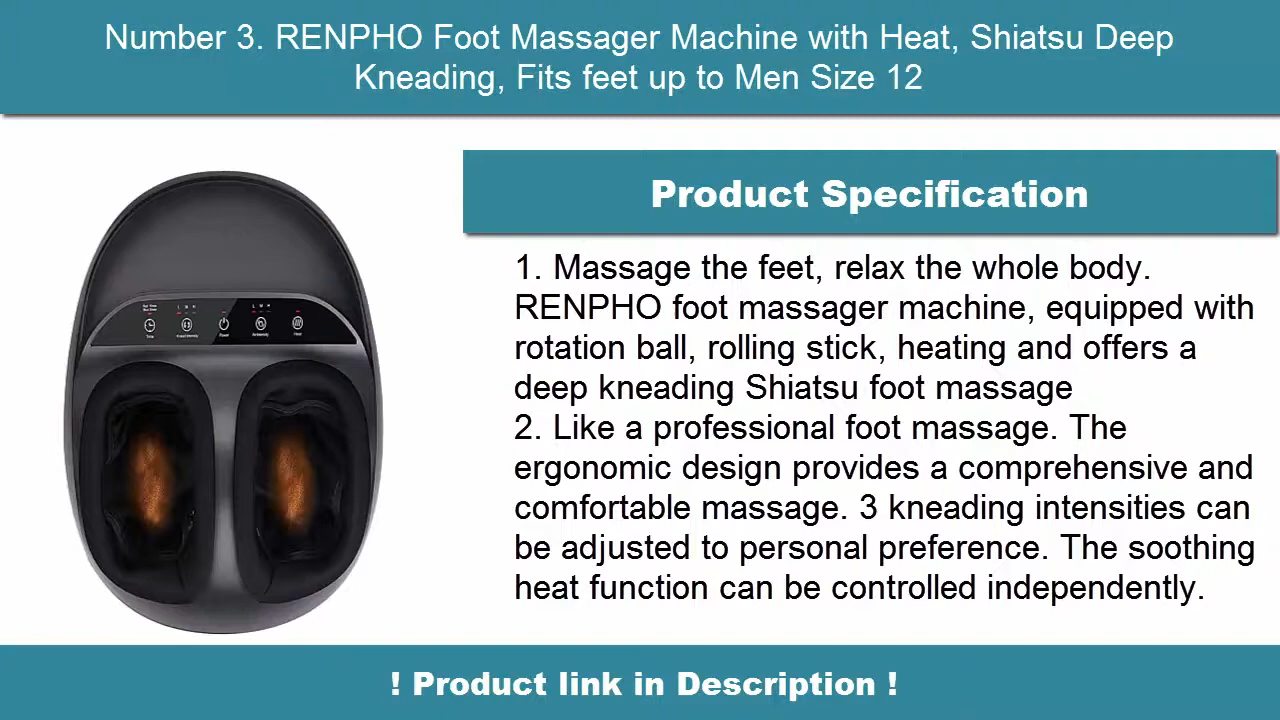 Number 3. RENPHO Foot Massager Machine with Heat, Shiatsu Deep
Kneading, Fits feet up to Men Size 12
Product Specification
1. Massage the feet, relax the whole body.
RENPHO foot massager machine, equipped with
rotation ball, rolling stick, heating and offers a
deep kneading Shiatsu foot massage
2. Like a professional foot massage. The
ergonomic design provides a comprehensive and
comfortable massage. 3 kneading intensities can
be adjusted to personal preference. The soothing
heat function can be controlled independently.
L M H L M H
Time Power Heat
! Product link in Description !